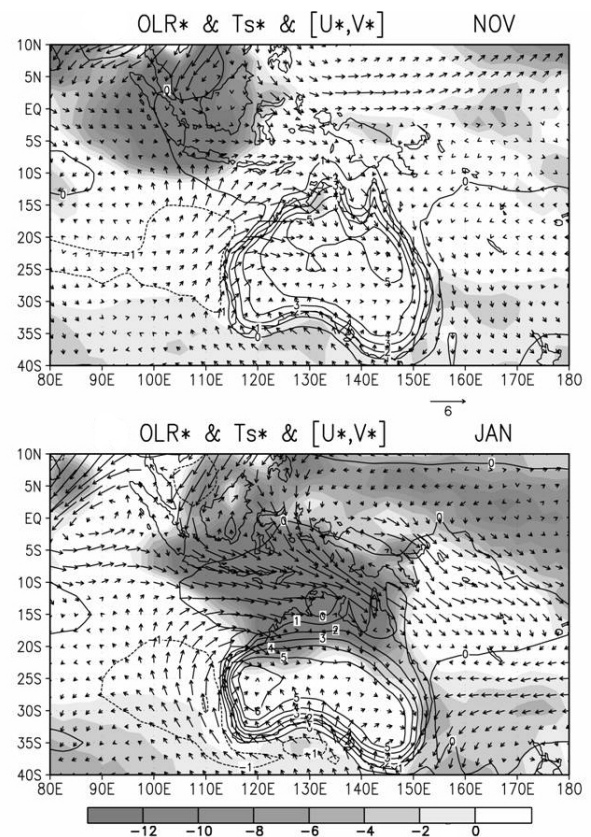 OLR* & Ts* & [U*,V*] NOV
10N
5N
EQ
5S
10S
15S
20S
25S
30S
35S
40S
80E 90E 100E 110E 120E 130E 140E 150E 160E 170E 180
6
OLR* & Ts* & [U*,V*] JAN
10N
5N
EQ
5S
10S
15S
20S
25S
30S
35S
40S
80E 90E 100E 110E 120E 130E 140E 150E 160E 170E 180
-12 -10 -8 -6 -4 -2 0